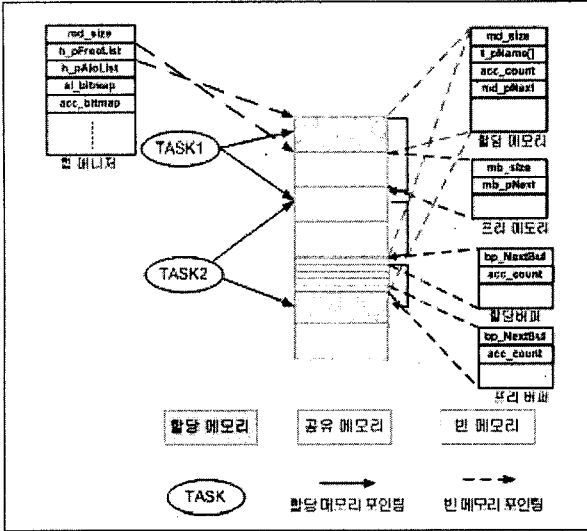 md_size
h_pFreeList
h_pAloList
al_bitmap
acc_bitmap
힙 매니저
TASK1
TASK2
md_size
t_pName[]
acc_count
md_pNext
할당 메모리
mb_size
mb_pNext
프리 메모리
bp_NextBuf
acc_count
할당버퍼
bp_NextBuf
acc_count
프리 버퍼
할당 메모리
공유 메모리
빈 메모리
TASK
할당 메모리 포인팅
빈 메모리 포인팅